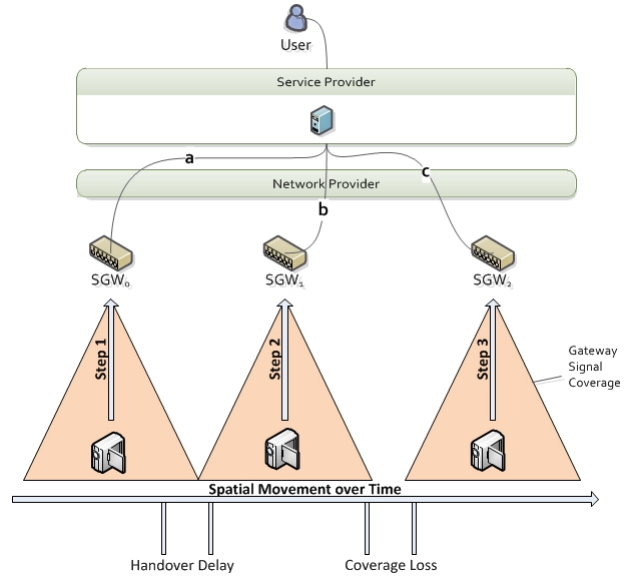 User
Service Provider
a
c
Network Provider
b
SGW₀
SGW₁
SGW₂
Step 1
Step 2
Step 3
Gateway
Signal
Coverage
Spatial Movement over Time
Handover Delay
Coverage Loss